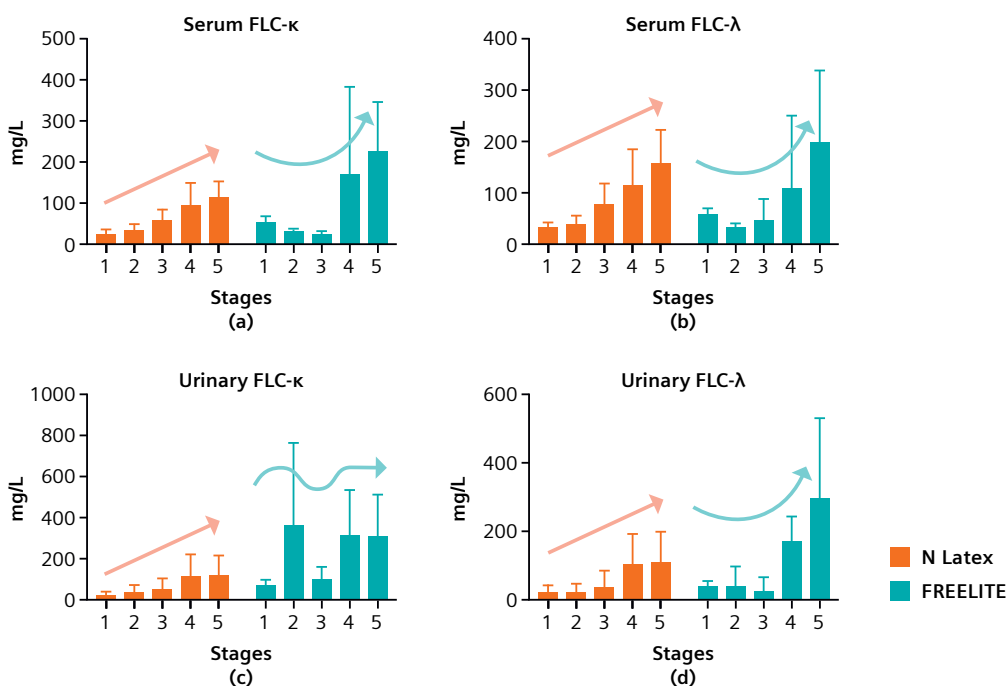 Serum FLC-κ
500
400
300
200
100
0
mg/L
1 2 3 4 5 1 2 3 4 5
Stages
(a)
Serum FLC-λ
400
300
200
100
0
mg/L
1 2 3 4 5 1 2 3 4 5
Stages
(b)
Urinary FLC-κ
1000
800
600
400
200
0
mg/L
1 2 3 4 5 1 2 3 4 5
Stages
(c)
Urinary FLC-λ
600
400
200
0
mg/L
1 2 3 4 5 1 2 3 4 5
Stages
(d)
N Latex
FREELITE